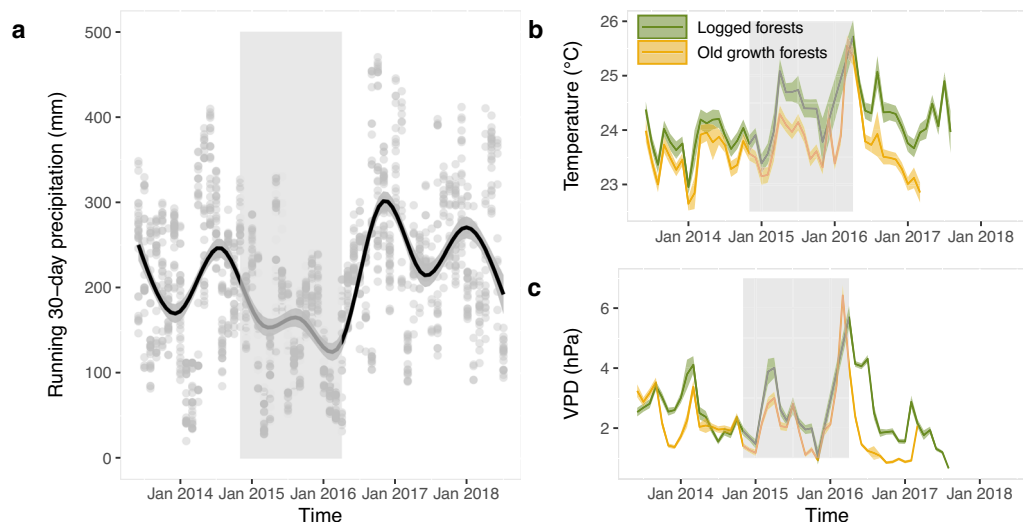 a
Running 30−day precipitation (mm)
500
400
300
200
100
0
Jan 2014 Jan 2015 Jan 2016 Jan 2017 Jan 2018
Time
b
Temperature (°C)
26
25
24
23
Logged forests
Old growth forests
Jan 2014 Jan 2015 Jan 2016 Jan 2017 Jan 2018
c
VPD (hPa)
6
4
2
Jan 2014 Jan 2015 Jan 2016 Jan 2017 Jan 2018
Time